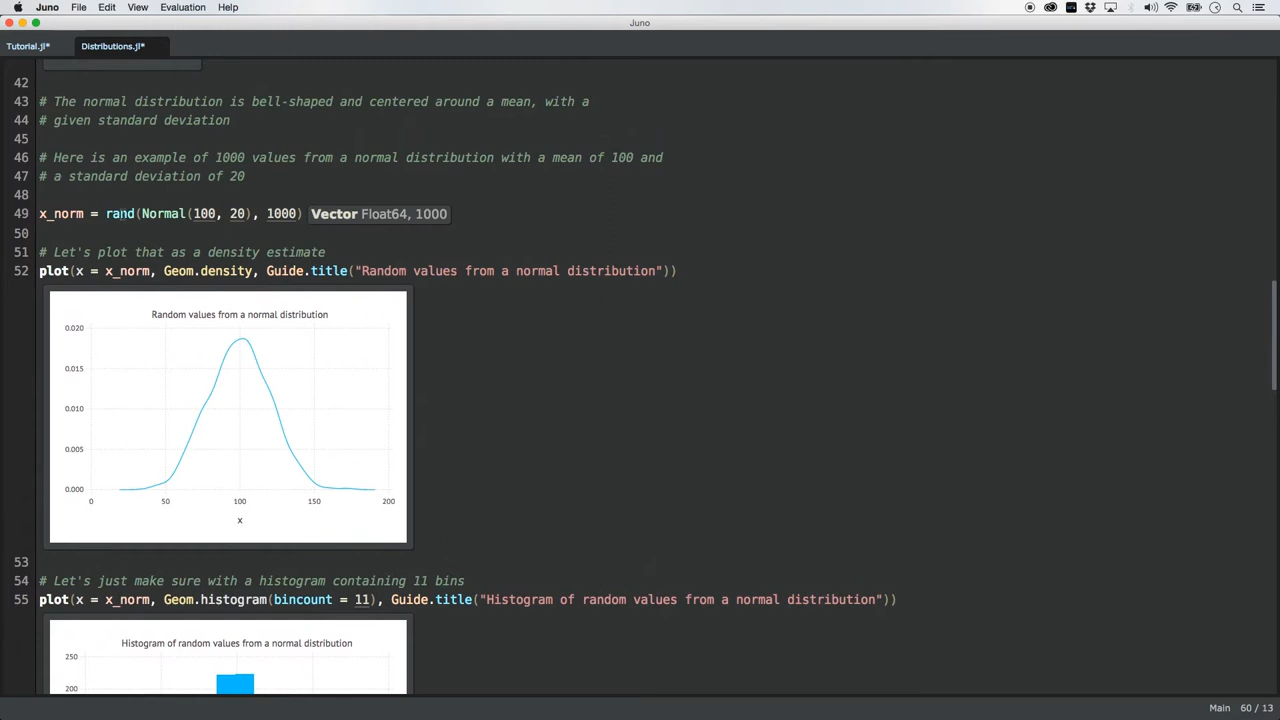 Juno File Edit View Evaluation Help
Juno
Tutorial.jl* Distributions.jl*
42
43 # The normal distribution is bell-shaped and centered around a mean, with a
44 # given standard deviation
45
46 # Here is an example of 1000 values from a normal distribution with a mean of 100 and
47 # a standard deviation of 20
48
49 x_norm = rand(Normal(100, 20), 1000) Vector Float64, 1000
50
51 # Let's plot that as a density estimate
52 plot(x = x_norm, Geom.density, Guide.title("Random values from a normal distribution"))
Random values from a normal distribution
0.020
0.015
0.010
0.005
0.000
0 50 100 150 200
x
53
54 # Let's just make sure with a histogram containing 11 bins
55 plot(x = x_norm, Geom.histogram(bincount = 11), Guide.title("Histogram of random values from a normal distribution"))
Histogram of random values from a normal distribution
250
200
Main 60 / 13